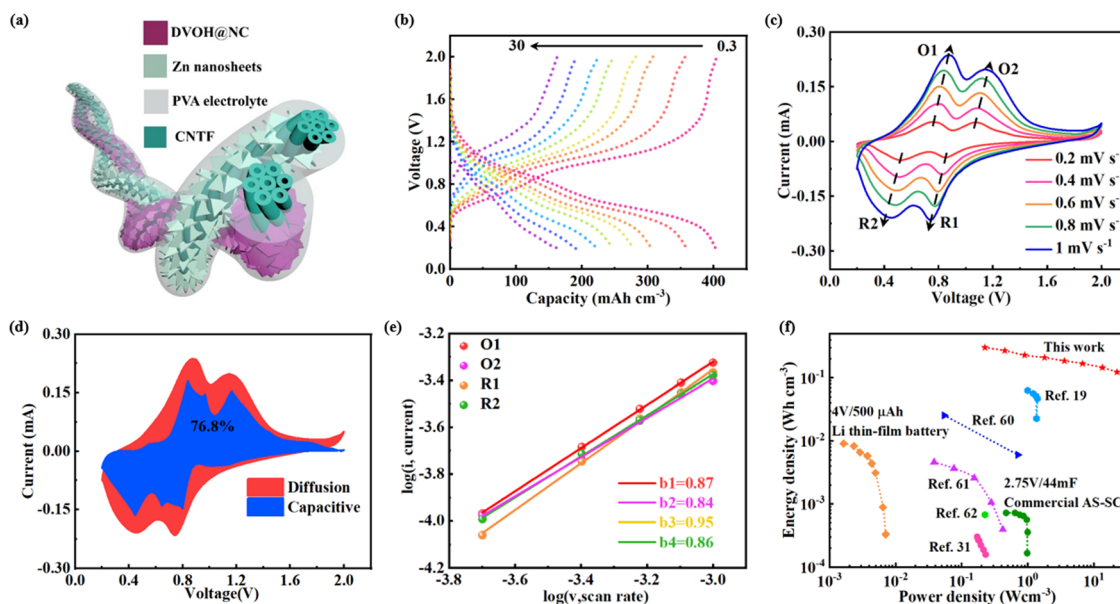 (a)
DVOH@NC
Zn nanosheets
PVA electrolyte
CNTF
(b)
30
0.3
2.0
1.6
1.2
0.8
0.4
0.0
Voltage (V)
0
100
200
300
400
Capacity (mAh cm⁻³)
(c)
O1
O2
R2
R1
0.30
0.15
0.00
-0.15
-0.30
Current (mA)
0.2 mV s⁻
0.4 mV s⁻
0.6 mV s⁻
0.8 mV s⁻
1 mV s⁻¹
0.0
0.4
0.8
1.2
1.6
2.0
Voltage (V)
(d)
0.30
0.15
0.00
-0.15
-0.30
Current (mA)
76.8%
Diffusion
Capacitive
0.0
0.4
0.8
1.2
1.6
2.0
Voltage(V)
(e)
O1
O2
R1
R2
-3.2
-3.4
-3.6
-3.8
-4.0
-4.2
log(i, current)
b1=0.87
b2=0.84
b3=0.95
b4=0.86
-3.8
-3.6
-3.4
-3.2
-3.0
log(v,scan rate)
(f)
This work
Ref. 19
4V/500 µAh
Li thin-film battery
Ref. 60
Ref. 61
2.75V/44mF
Commercial AS-SC
Ref. 62
Ref. 31
10⁻¹
10⁻²
10⁻³
10⁻⁴
Energy density (Wh cm⁻³)
10⁻³
10⁻²
10⁻¹
10⁰
10¹
Power density (Wcm⁻³)